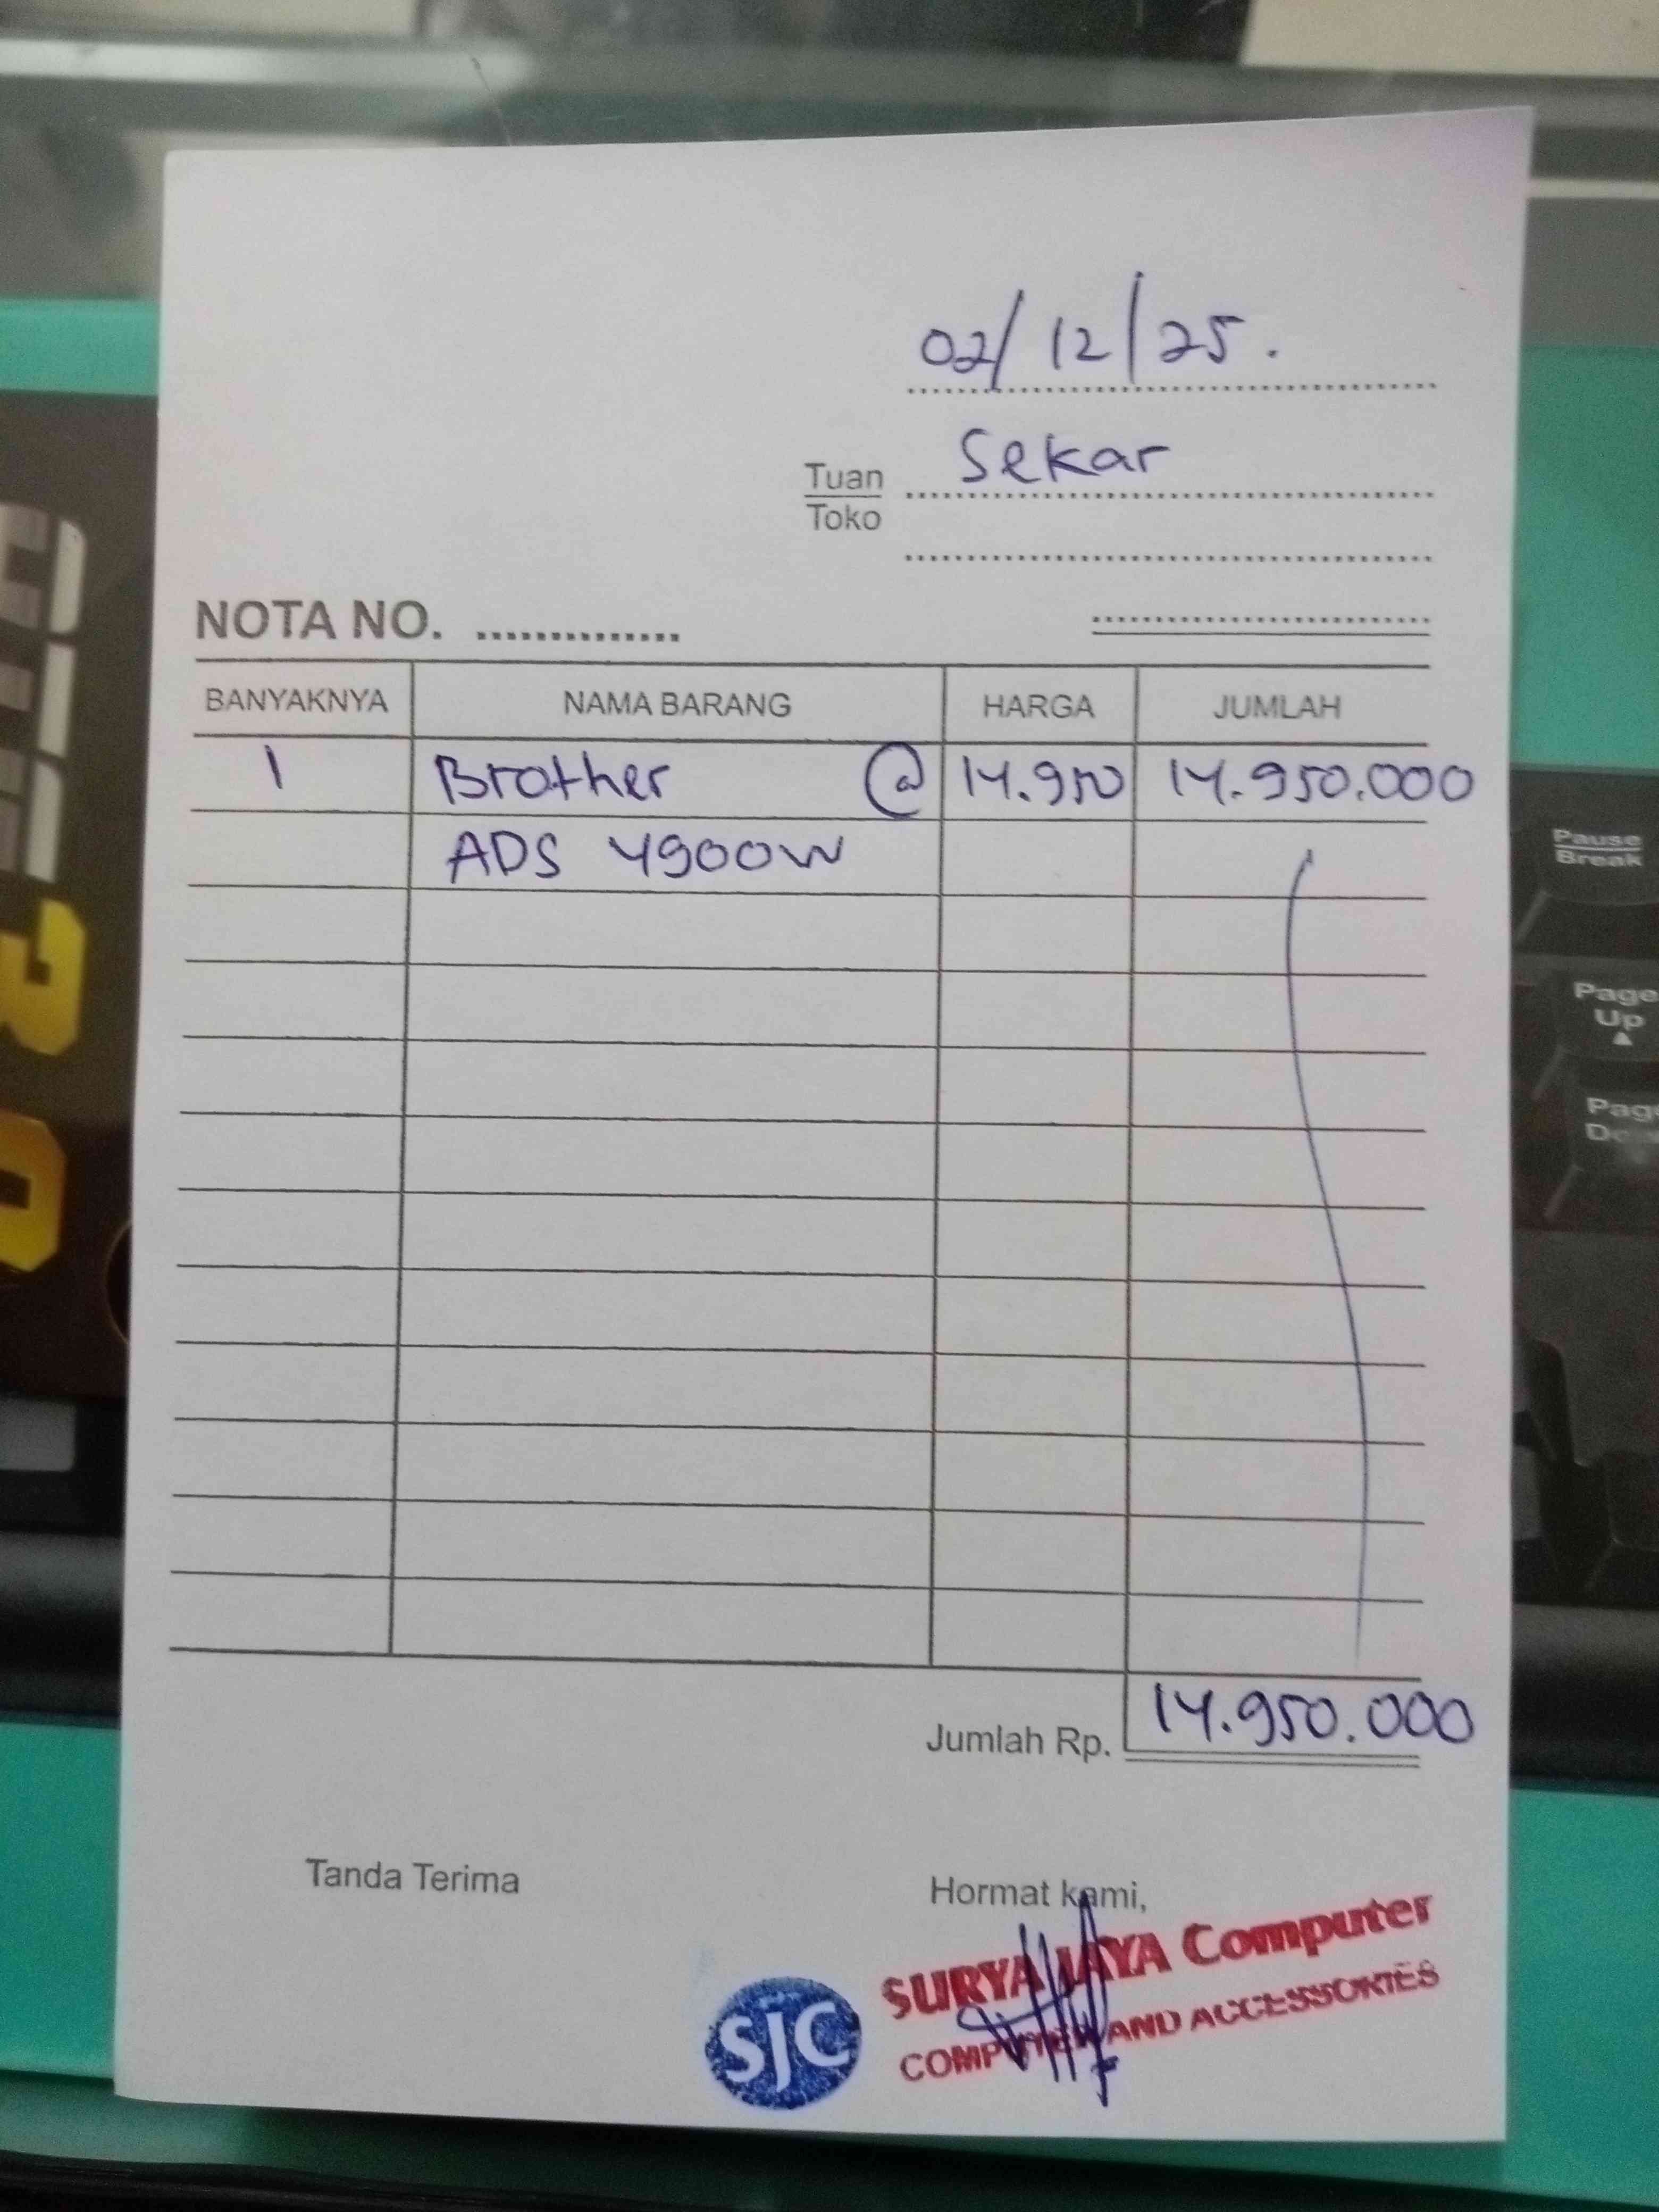 02/12/25.
Tuan Sekar
Toko
NOTA NO. ..............
BANYAKNYA NAMA BARANG HARGA JUMLAH
1 Brother @ 14.950 14.950.000
ADS 4900W
Jumlah Rp. 14.950.000
Tanda Terima Hormat kami,
SJC SURYA JAYA Computer
COMPUTER AND ACCESSORIES
Pause
Break
Page
Up